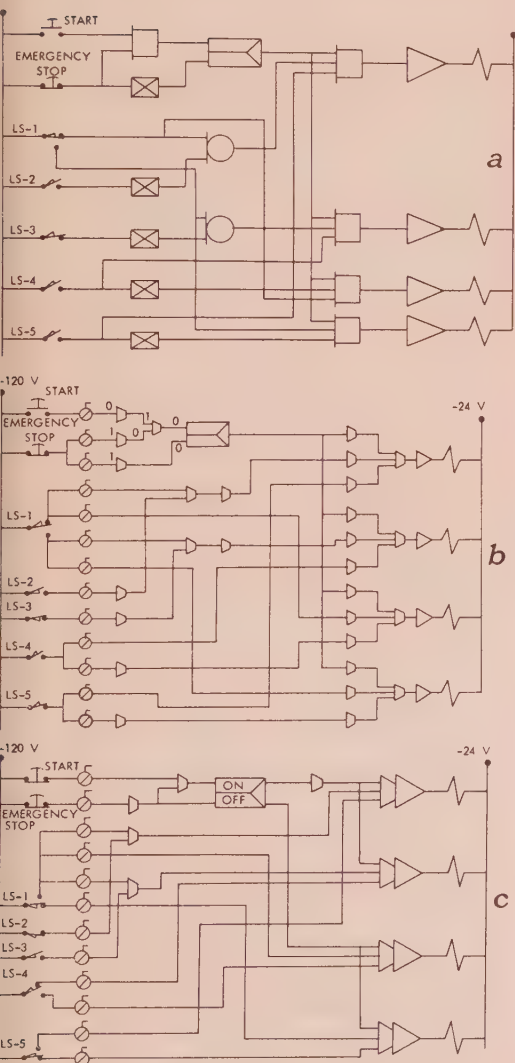 START
EMERGENCY
STOP
LS-1
a
LS-2
LS-3
LS-4
LS-5
-120 V
START
-24 V
EMERGENCY
STOP
0
1
0
1
0
1
0
LS-1
b
LS-2
LS-3
LS-4
LS-5
-120 V
START
-24 V
EMERGENCY
STOP
ON
OFF
LS-1
c
LS-2
LS-3
LS-4
LS-5